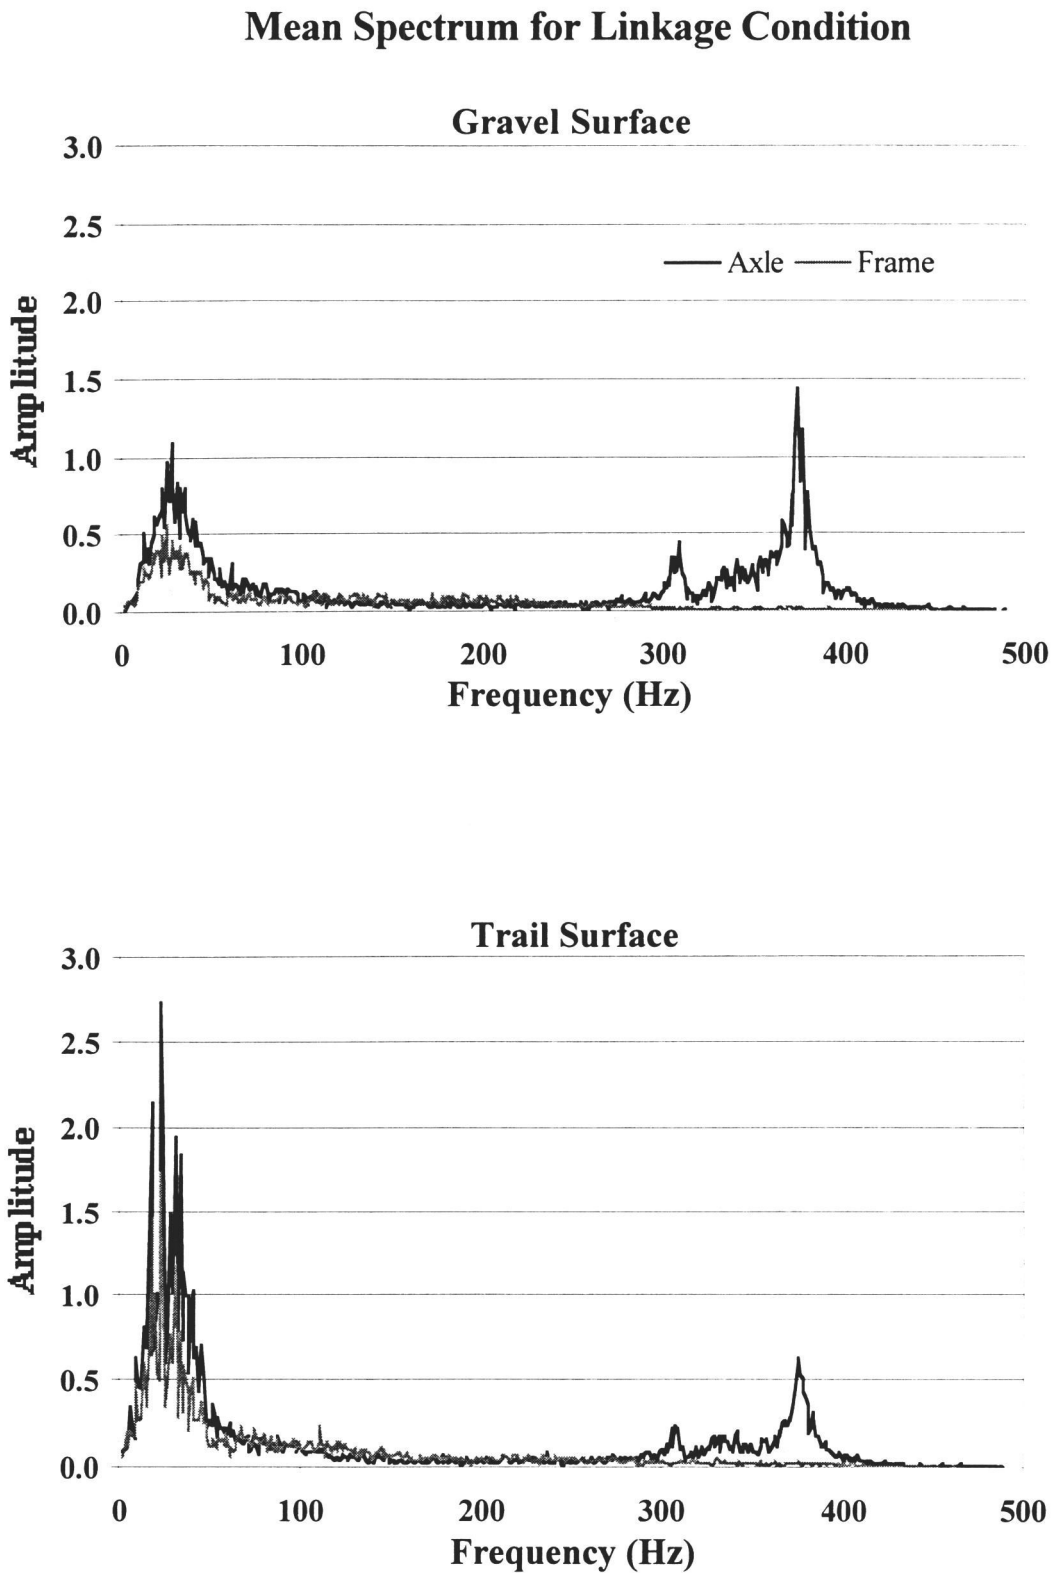 Mean Spectrum for Linkage Condition
Gravel Surface
3.0
2.5
Axle Frame
2.0
Amplitude
1.5
1.0
0.5
0.0
0 100 200 300 400 500
Frequency (Hz)
Trail Surface
3.0
2.5
2.0
Amplitude
1.5
1.0
0.5
0.0
0 100 200 300 400 500
Frequency (Hz)